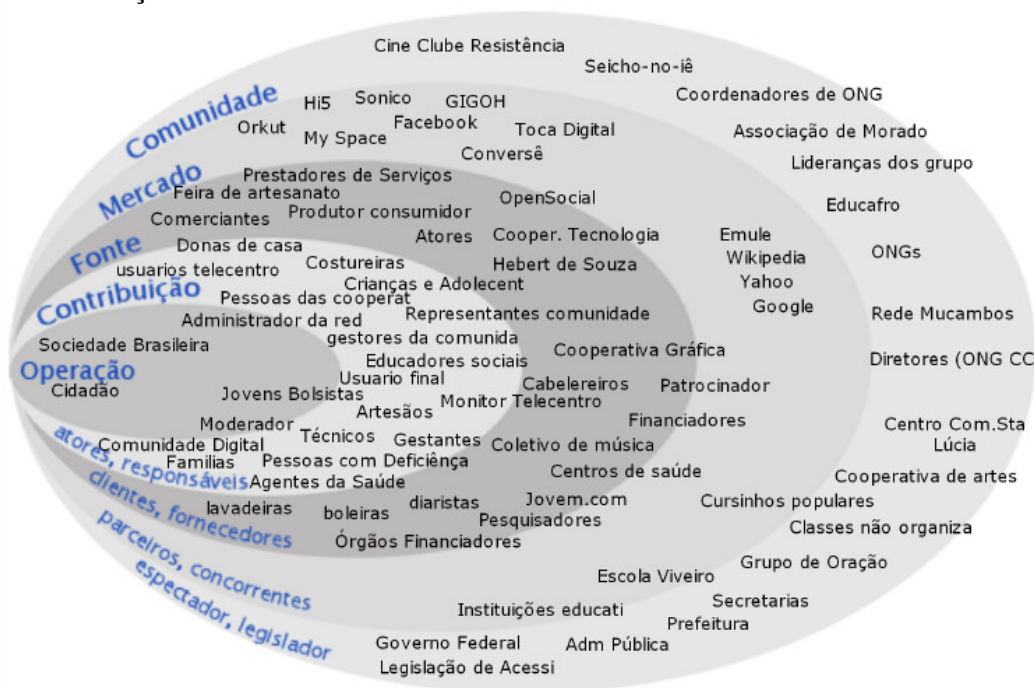 Cine Clube Resistência
Seicho-no-iê
Coordenadores de ONG
Comunidade
Hi5
Sonico
GIGOH
Orkut
My Space
Facebook
Toca Digital
Associação de Morado
Conversê
Lideranças dos grupo
Mercado
Prestadores de Serviços
Feira de artesanato
OpenSocial
Educafro
Comerciantes
Produtor consumidor
Atores
Cooper. Tecnologia
Emule
Fonte
Donas de casa
Wikipedia
ONGs
usuarios telecentro
Costureiras
Hebert de Souza
Yahoo
Crianças e Adolecent
Contribuição
Pessoas das cooperat
Google
Administrador da red
Representantes comunidade
Rede Mucambos
Sociedade Brasileira
gestores da comunida
Cooperativa Gráfica
Educadores sociais
Diretores (ONG CC
Operação
Usuario final
Cidadão
Jovens Bolsistas
Cabelereiros
Patrocinador
Monitor Telecentro
Artesãos
Moderador
Financiadores
Centro Com.Sta
Lúcia
atores, responsáveis
Comunidade Digital
Técnicos
Gestantes
Coletivo de música
Familias
Pessoas com Deficiênça
Centros de saúde
Agentes da Saúde
Cooperativa de artes
clientes, fornecedores
lavadeiras
boleiras
diaristas
Jovem.com
Cursinhos populares
Pesquisadores
Classes não organiza
parceiros, concorrentes
Órgãos Financiadores
Grupo de Oração
Escola Viveiro
espectador, legislador
Instituições educati
Secretarias
Prefeitura
Governo Federal
Adm Pública
Legislação de Acessi